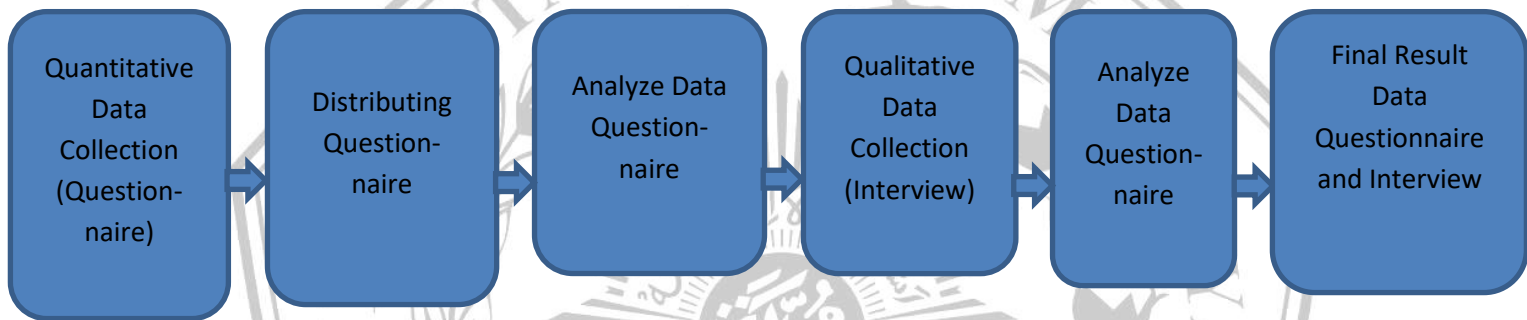 Quantitative
Data
Collection
(Question-
naire)
Distributing
Question-
naire
Analyze Data
Question-
naire
Qualitative
Data
Collection
(Interview)
Analyze
Data
Question-
naire
Final Result
Data
Questionnaire
and Interview